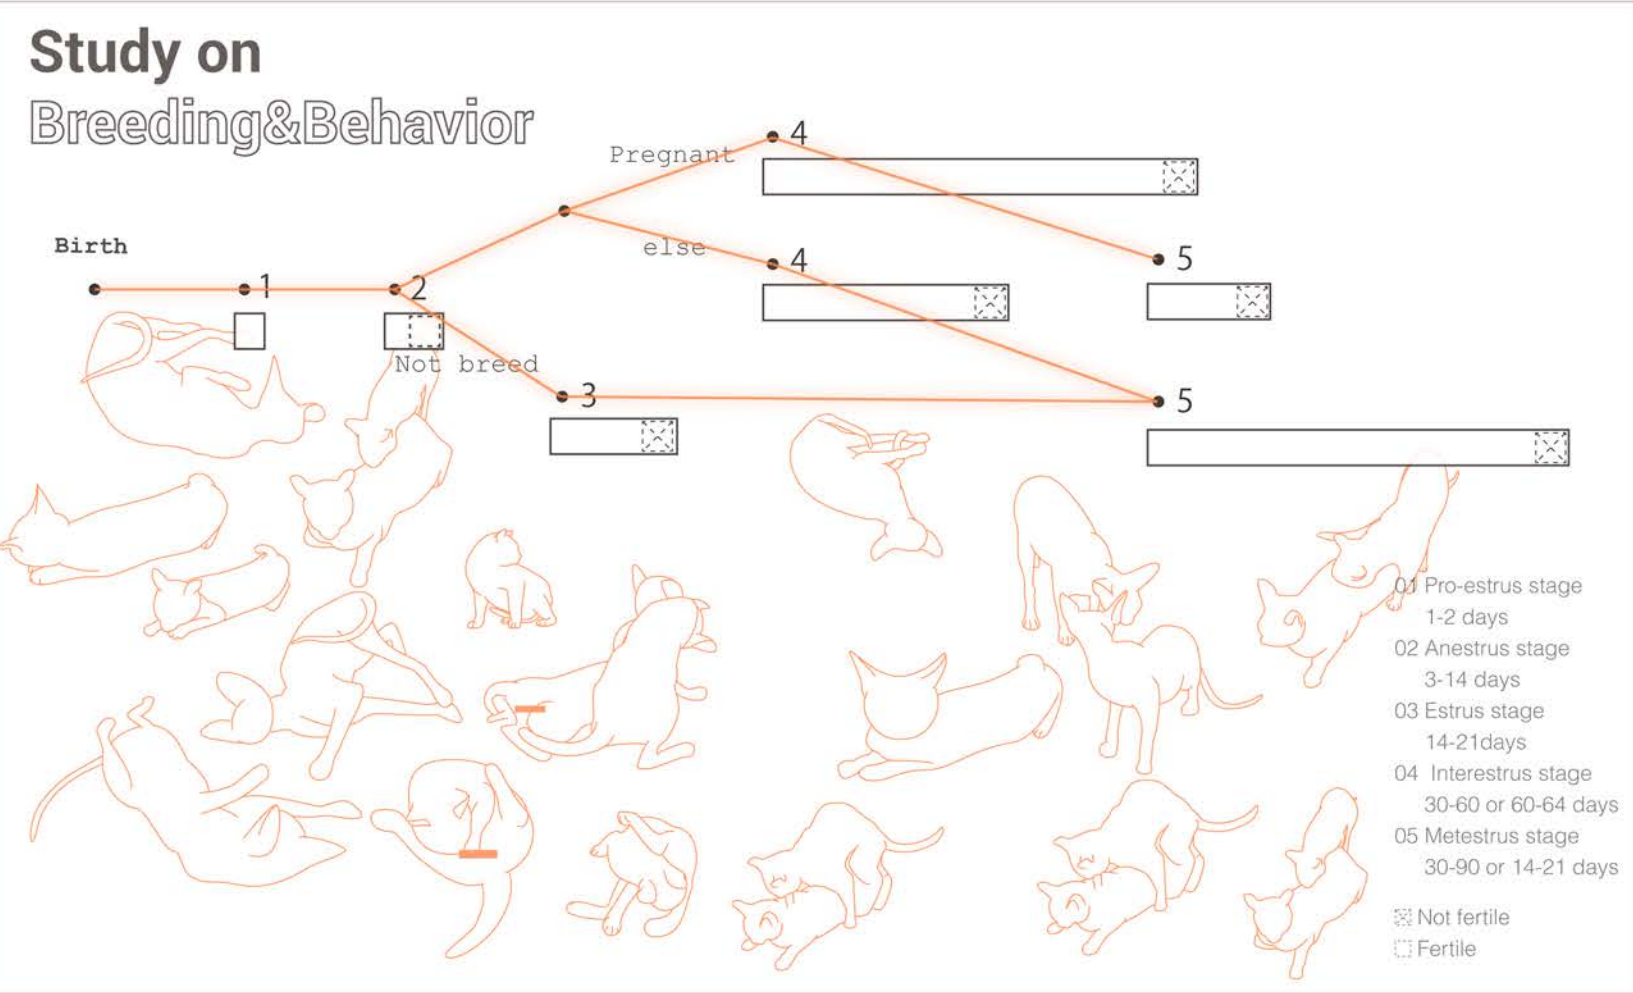 Study on
Breeding&Behavior
Birth
1
2
Pregnant
else
Not breed
4
4
3
5
5
01 Pro-estrus stage
1-2 days
02 Anestrus stage
3-14 days
03 Estrus stage
14-21days
04 Interestrus stage
30-60 or 60-64 days
05 Metestrus stage
30-90 or 14-21 days
Not fertile
Fertile